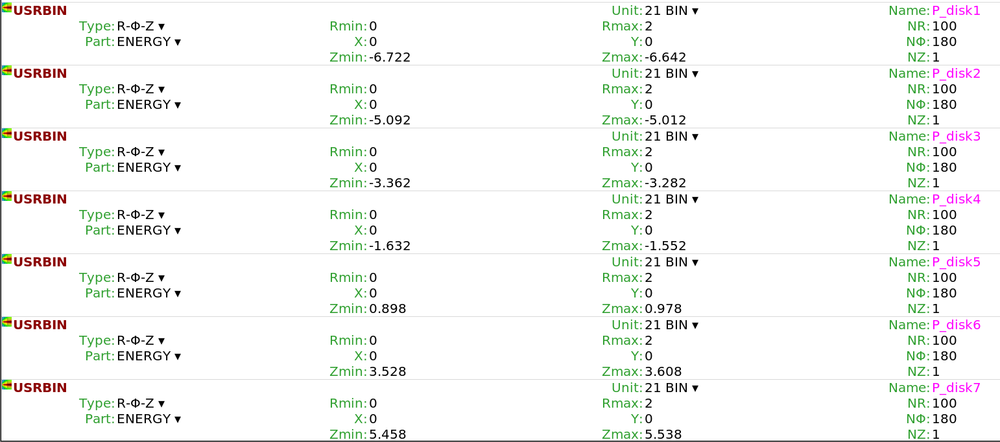 USRBIN Unit: 21 BIN ▼ Name: P_disk1
Type: R-Φ-Z ▼ Rmin: 0 Rmax: 2 NR: 100
Part: ENERGY ▼ X: 0 Y: 0 NΦ: 180
Zmin: -6.722 Zmax: -6.642 NZ: 1
USRBIN Unit: 21 BIN ▼ Name: P_disk2
Type: R-Φ-Z ▼ Rmin: 0 Rmax: 2 NR: 100
Part: ENERGY ▼ X: 0 Y: 0 NΦ: 180
Zmin: -5.092 Zmax: -5.012 NZ: 1
USRBIN Unit: 21 BIN ▼ Name: P_disk3
Type: R-Φ-Z ▼ Rmin: 0 Rmax: 2 NR: 100
Part: ENERGY ▼ X: 0 Y: 0 NΦ: 180
Zmin: -3.362 Zmax: -3.282 NZ: 1
USRBIN Unit: 21 BIN ▼ Name: P_disk4
Type: R-Φ-Z ▼ Rmin: 0 Rmax: 2 NR: 100
Part: ENERGY ▼ X: 0 Y: 0 NΦ: 180
Zmin: -1.632 Zmax: -1.552 NZ: 1
USRBIN Unit: 21 BIN ▼ Name: P_disk5
Type: R-Φ-Z ▼ Rmin: 0 Rmax: 2 NR: 100
Part: ENERGY ▼ X: 0 Y: 0 NΦ: 180
Zmin: 0.898 Zmax: 0.978 NZ: 1
USRBIN Unit: 21 BIN ▼ Name: P_disk6
Type: R-Φ-Z ▼ Rmin: 0 Rmax: 2 NR: 100
Part: ENERGY ▼ X: 0 Y: 0 NΦ: 180
Zmin: 3.528 Zmax: 3.608 NZ: 1
USRBIN Unit: 21 BIN ▼ Name: P_disk7
Type: R-Φ-Z ▼ Rmin: 0 Rmax: 2 NR: 100
Part: ENERGY ▼ X: 0 Y: 0 NΦ: 180
Zmin: 5.458 Zmax: 5.538 NZ: 1